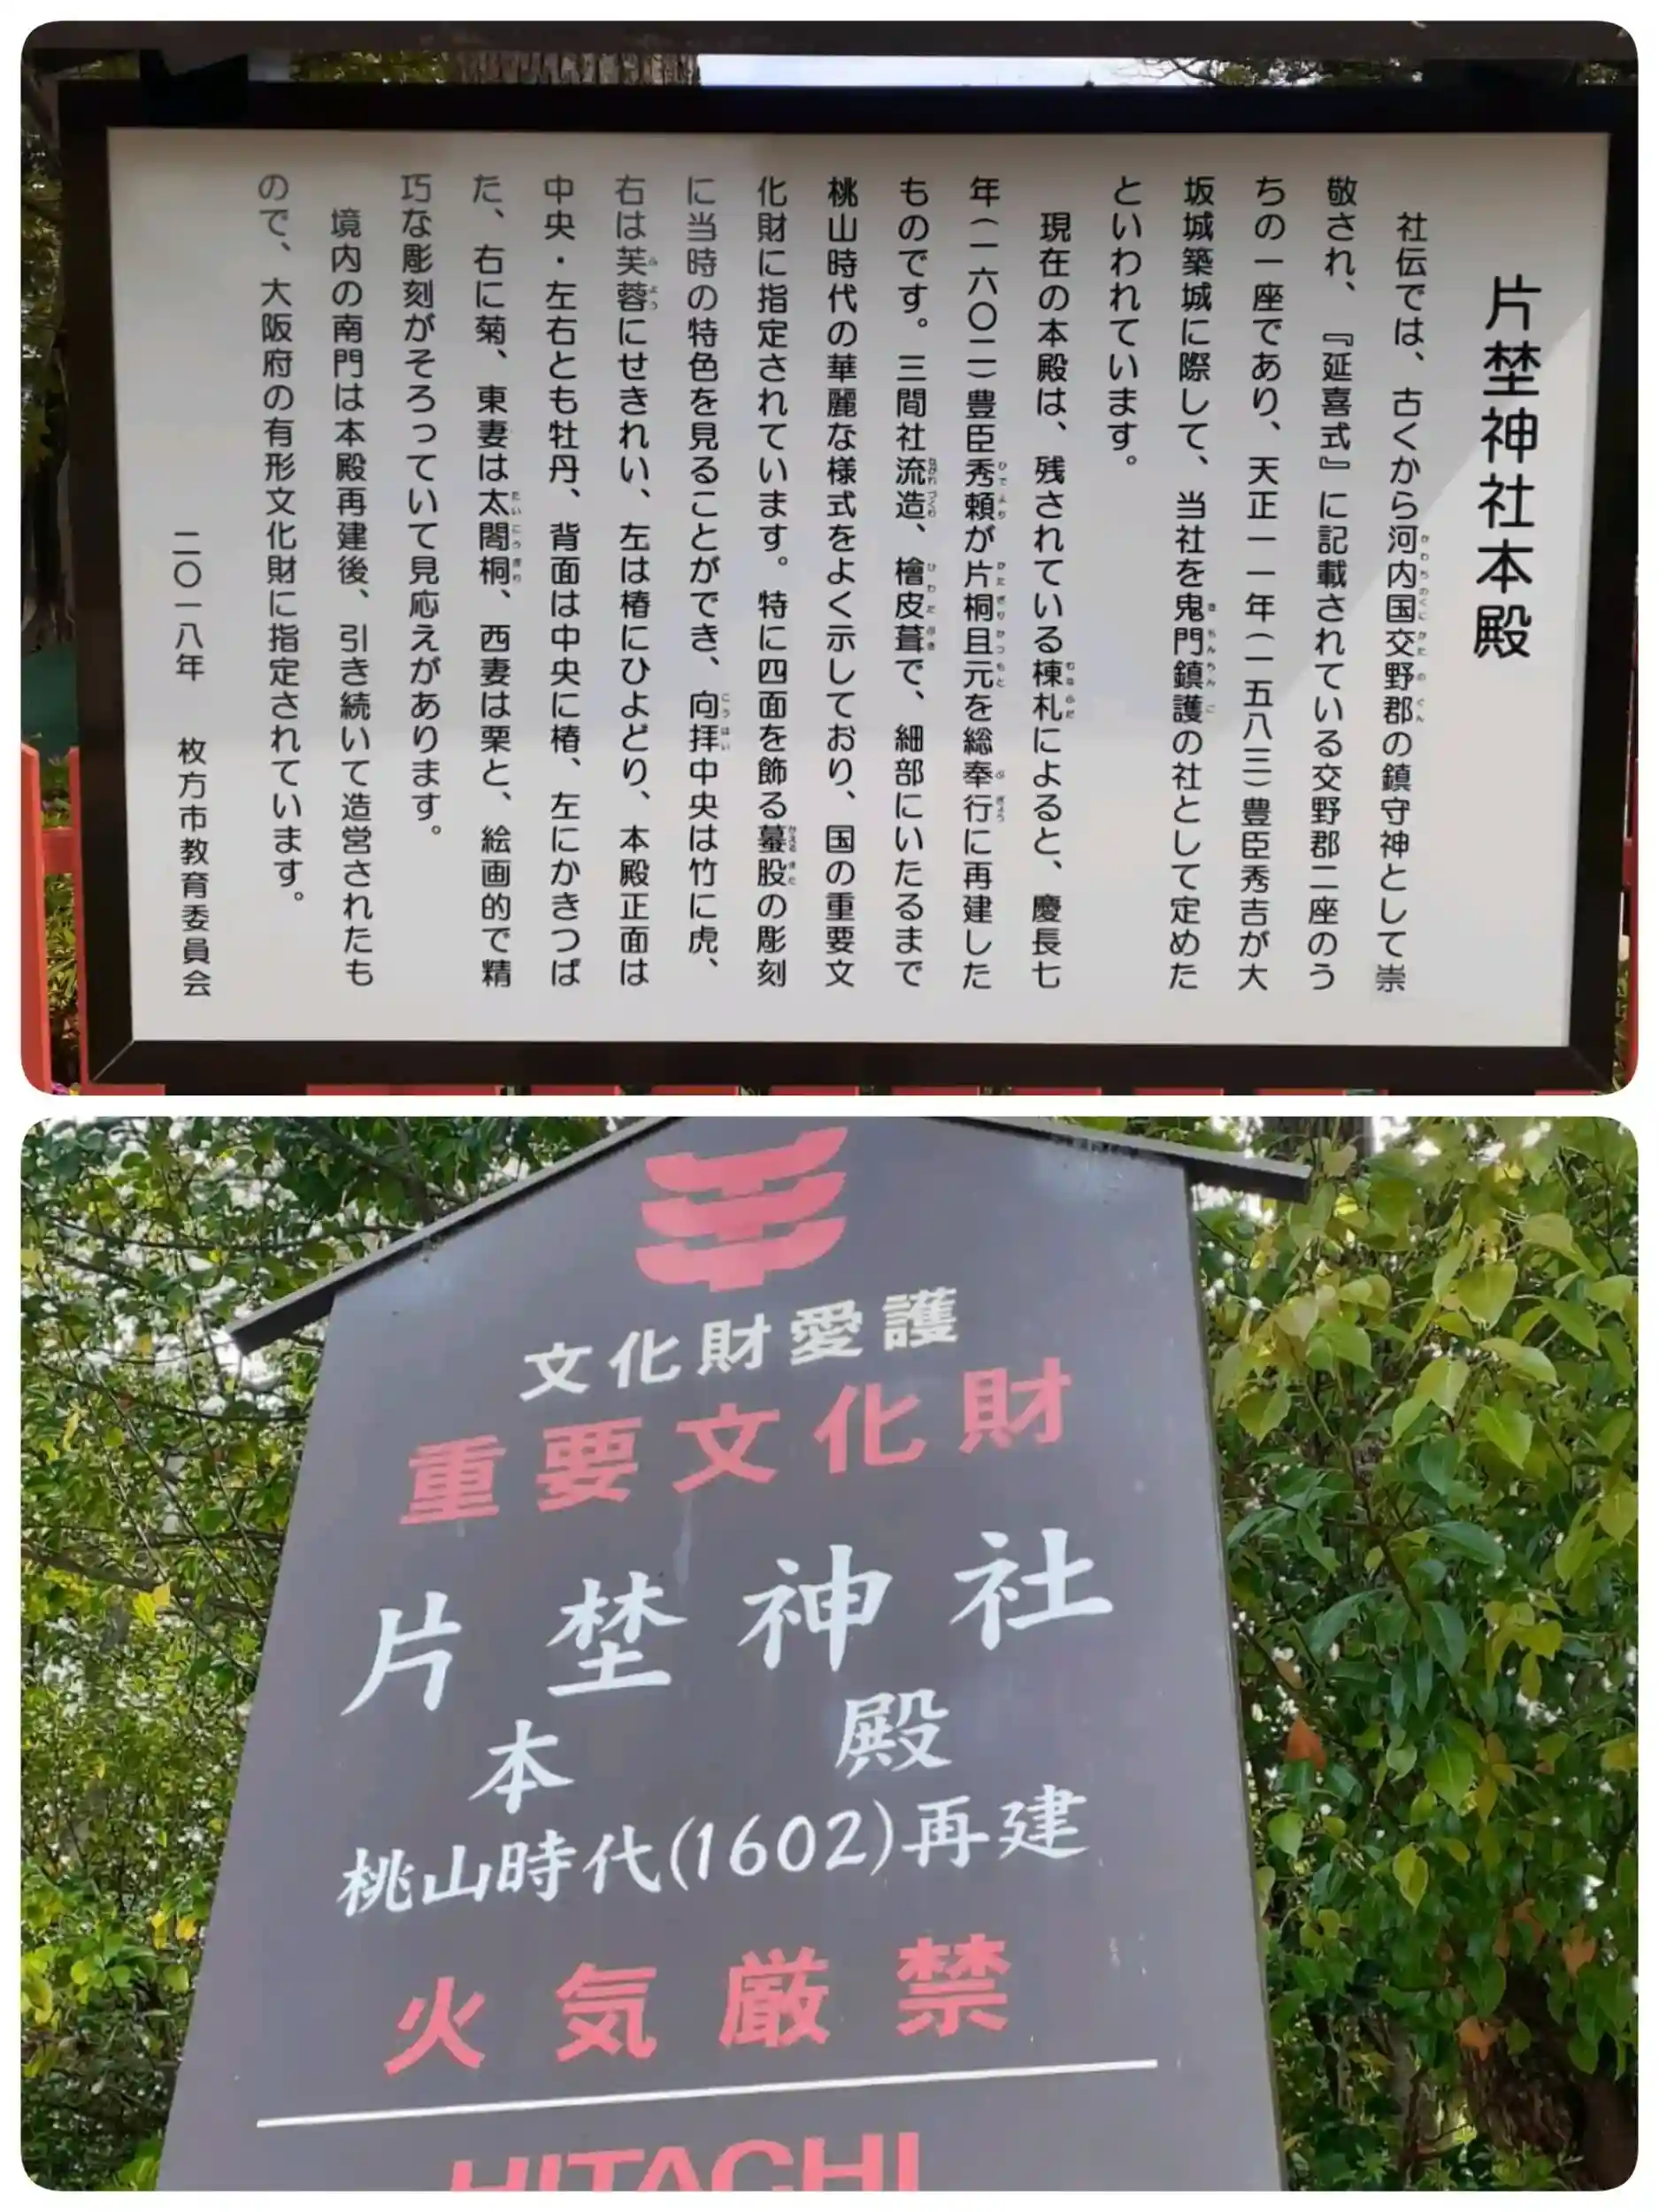 片埜神社本殿
社伝では、古くから河内国交野郡の鎮守神として崇
敬され、『延喜式』に記載されている交野郡二座のう
ちの一座であり、天正一一年(一五八三)豊臣秀吉が大
坂城築城に際して、当社を鬼門鎮護の社として定めた
といわれています。
現在の本殿は、残されている棟札によると、慶長七
年(一六〇二)豊臣秀頼が片桐且元を総奉行に再建した
ものです。三間社流造、檜皮葺で、細部にいたるまで
桃山時代の華麗な様式をよく示しており、国の重要文
化財に指定されています。特に四面を飾る蟇股の彫刻
に当時の特色を見ることができ、向拝中央は竹に虎、
右は芙蓉にせきれい、左は椿にひよどり、本殿正面は
中央・左右とも牡丹、背面は中央に椿、左にかきつば
た、右に菊、東妻は太閤桐、西妻は栗と、絵画的で精
巧な彫刻がそろっていて見応えがあります。
境内の南門は本殿再建後、引き続いて造営されたも
ので、大阪府の有形文化財に指定されています。
二〇一八年 枚方市教育委員会
文化財愛護
重要文化財
片埜神社
本殿
桃山時代(1602)再建
火気厳禁
HITACHI